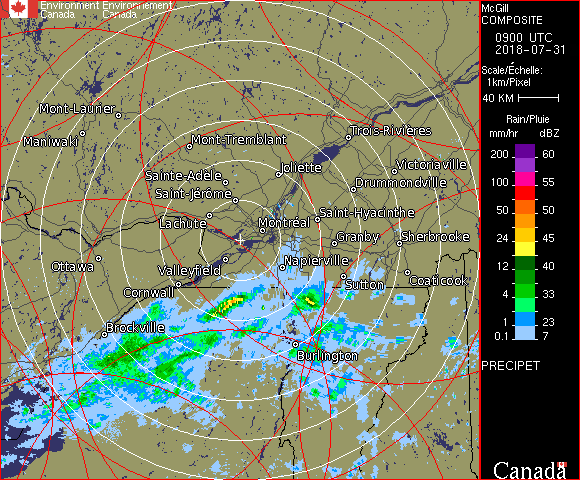 Environment Environnement
Canada Canada
McGill
COMPOSITE
0900 UTC
2018-07-31
Scale/Échelle:
1km/Pixel
40 KM
Rain/Pluie
mm/hr dBZ
200 60
100 55
50 50
24 45
12 40
4 33
1 23
0.1 7
PRECIPET
Canada
Mont-Laurier
Maniwaki
Mont-Tremblant
Trois-Rivières
Sainte-Adèle
Joliette
Victoriaville
Saint-Jérôme
Drummondville
Lachute
Saint-Hyacinthe
Montréal
Granby
Sherbrooke
Ottawa
Valleyfield
Napierville
Cornwall
Sutton
Coaticook
Brockville
Burlington